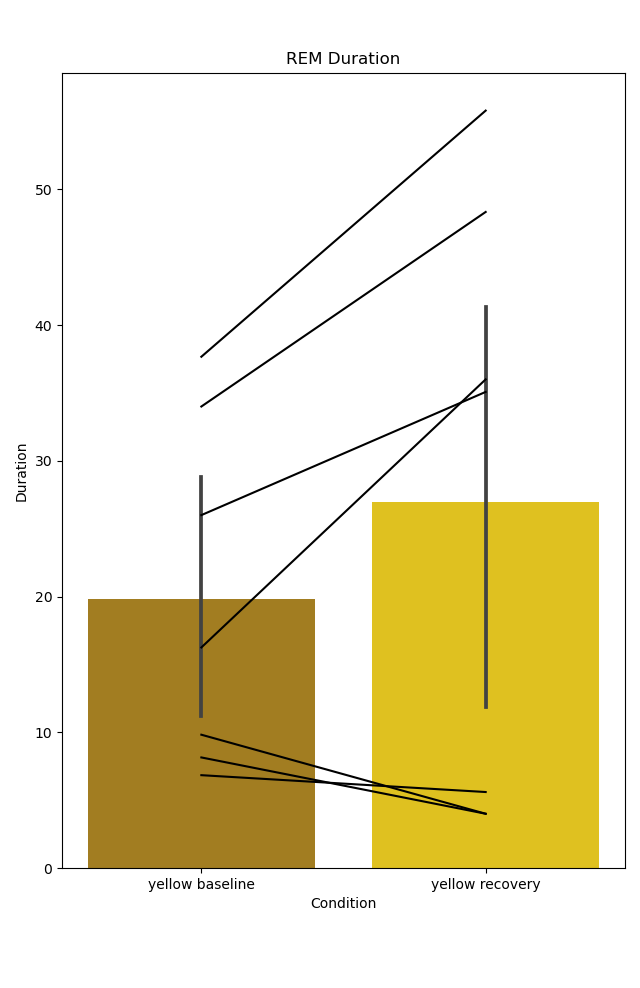 REM Duration
50
40
30
20
10
0
Duration
yellow baseline
yellow recovery
Condition